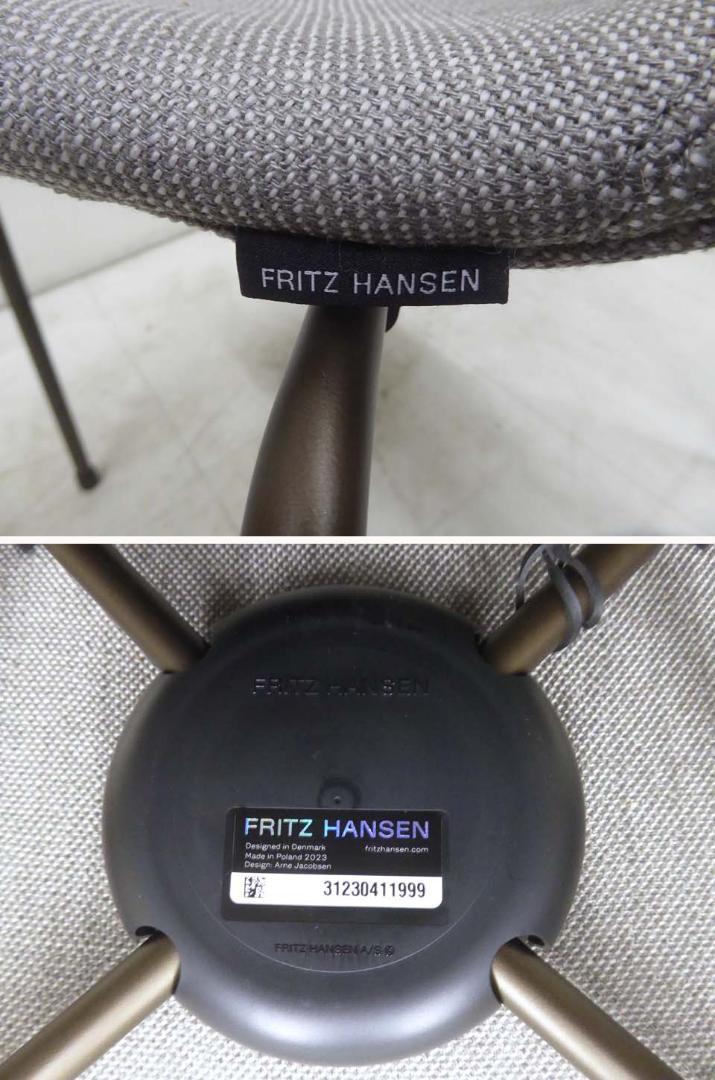 FRITZ HANSEN
FRITZ HANSEN
FRITZ HANSEN
Designed in Denmark
fritzhansen.com
Made in Poland 2023
Design: Arne Jacobsen
31230411999
FRITZ HANSEN A/S ©